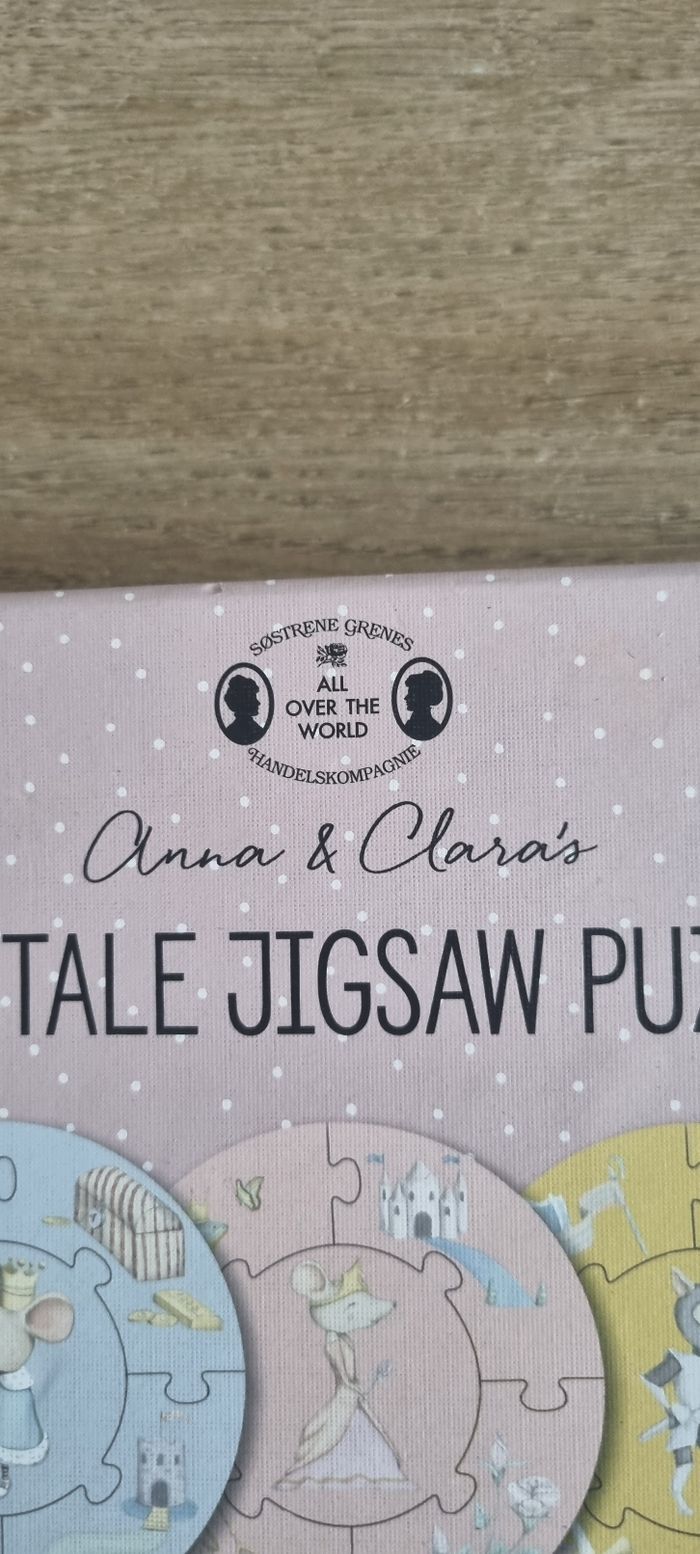 SØSTRENE GRENES
ALL
OVER THE
WORLD
HANDELSKOMPAGNIE
Anna & Clara's
TALE JIGSAW PU